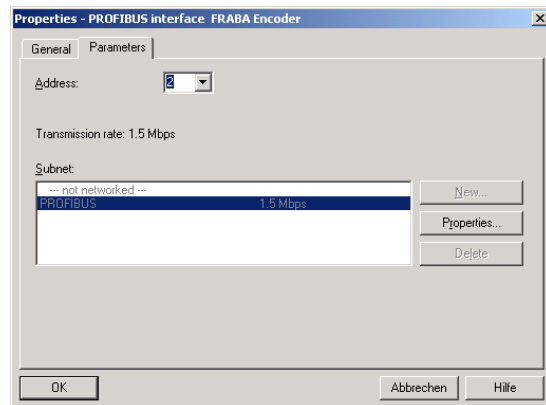 Properties - PROFIBUS interface FRABA Encoder
General Parameters
Address: 2
Transmission rate: 1.5 Mbps
Subnet:
--- not networked ---
PROFIBUS 1.5 Mbps
New...
Properties...
Delete
OK Abbrechen Hilfe